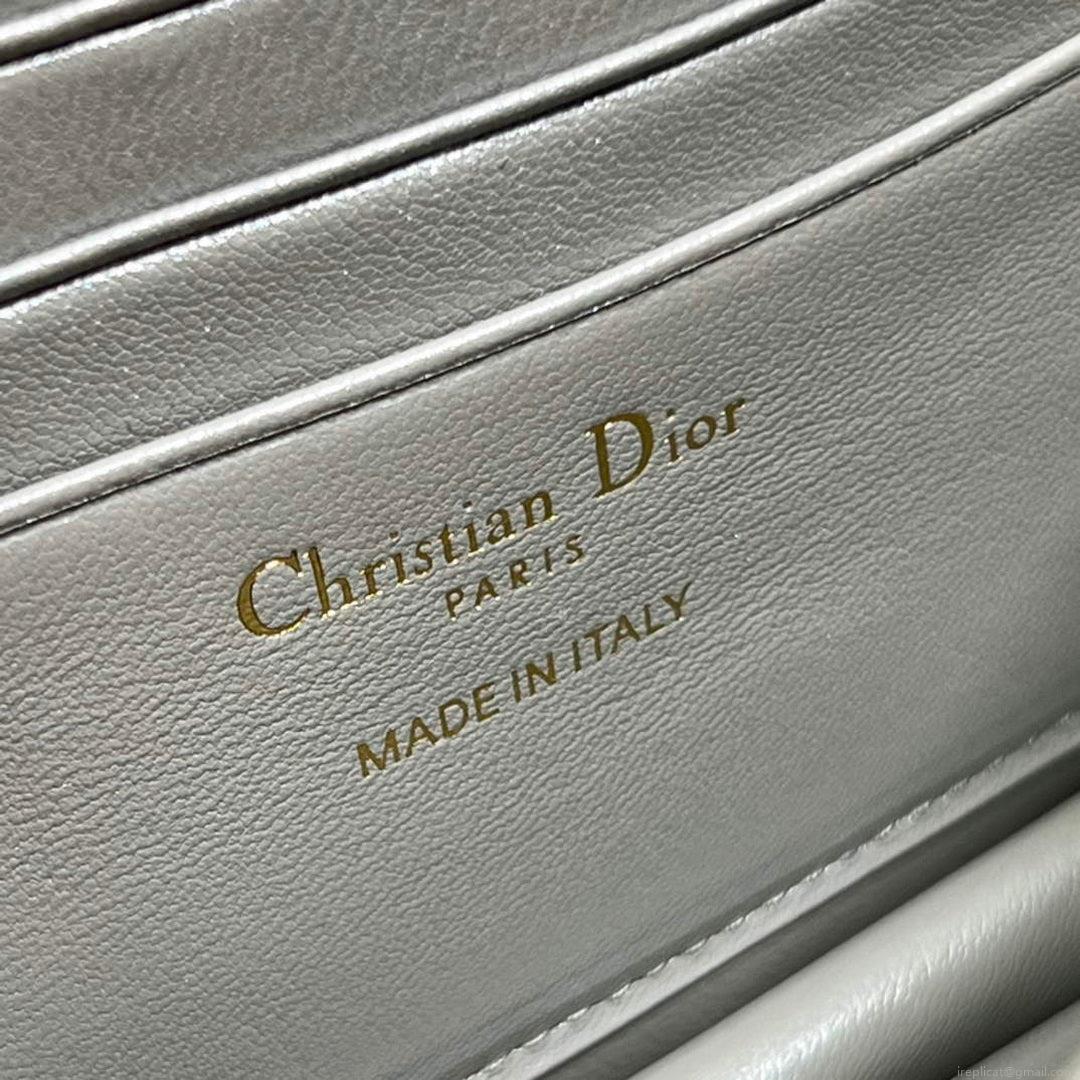 Christian Dior
PARIS
MADE IN ITALY
ireplicat@gmail.com